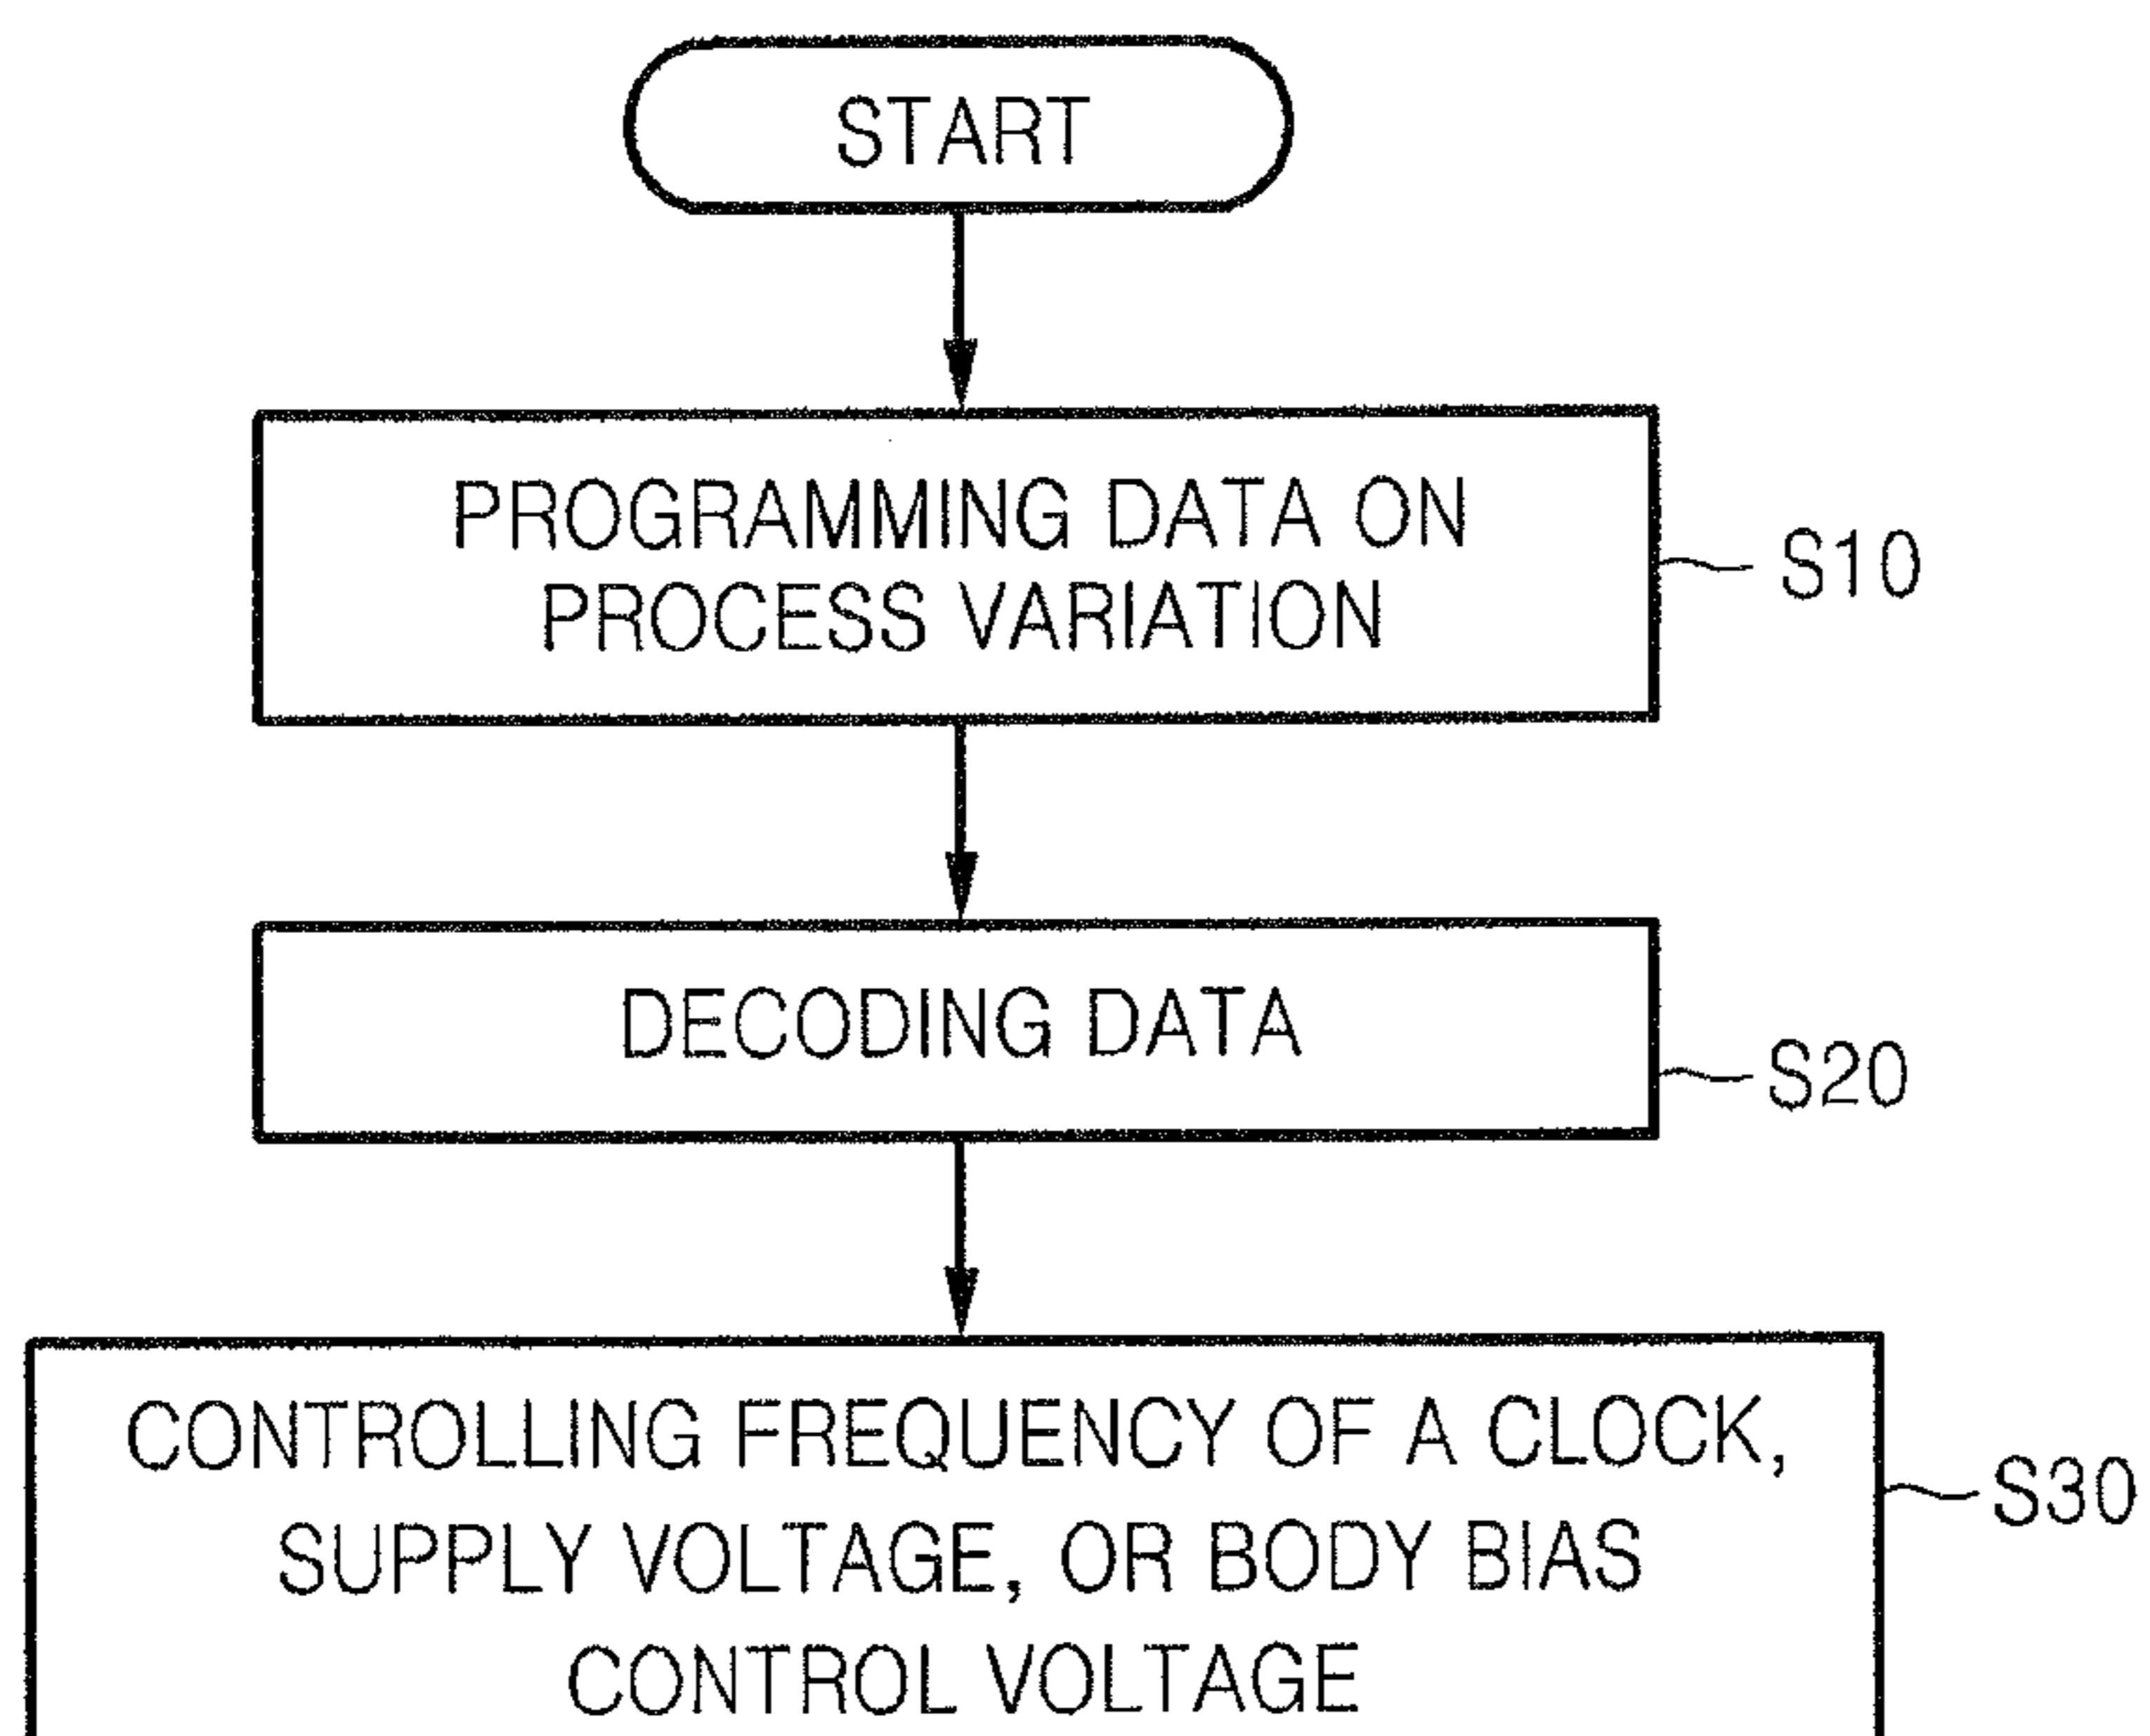 START
PROGRAMMING DATA ON
PROCESS VARIATION
S10
DECODING DATA
S20
CONTROLLING FREQUENCY OF A CLOCK,
SUPPLY VOLTAGE, OR BODY BIAS
CONTROL VOLTAGE
S30